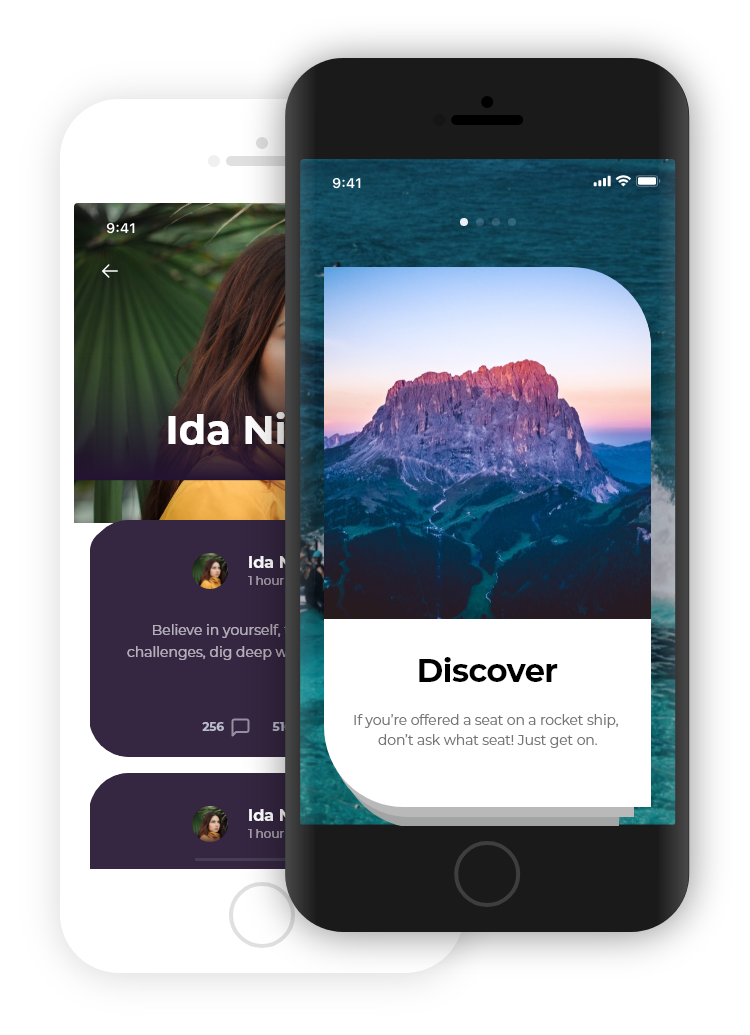 9:41
Ida Ni
Ida N
1 hour
Believe in yourself,
challenges, dig deep w
256
Ida N
1 hour
9:41
Discover
If you're offered a seat on a rocket ship,
don't ask what seat! Just get on.